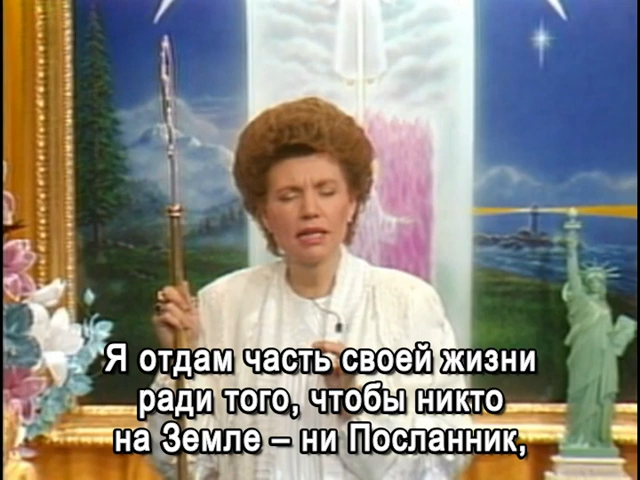 Я отдам часть своей жизни
ради того, чтобы никто
на Земле – ни Посланник,